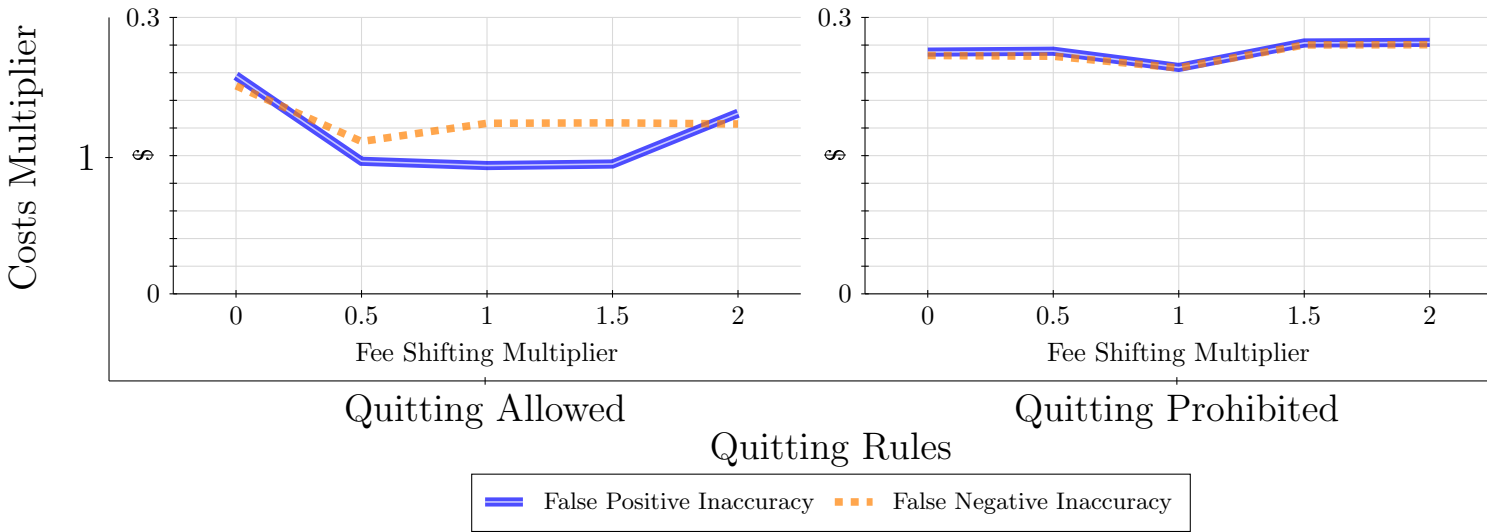 Costs Multiplier
1
0.3
$
0
0 0.5 1 1.5 2
Fee Shifting Multiplier
0.3
$
0
0 0.5 1 1.5 2
Fee Shifting Multiplier
Quitting Allowed
Quitting Prohibited
Quitting Rules
False Positive Inaccuracy
False Negative Inaccuracy